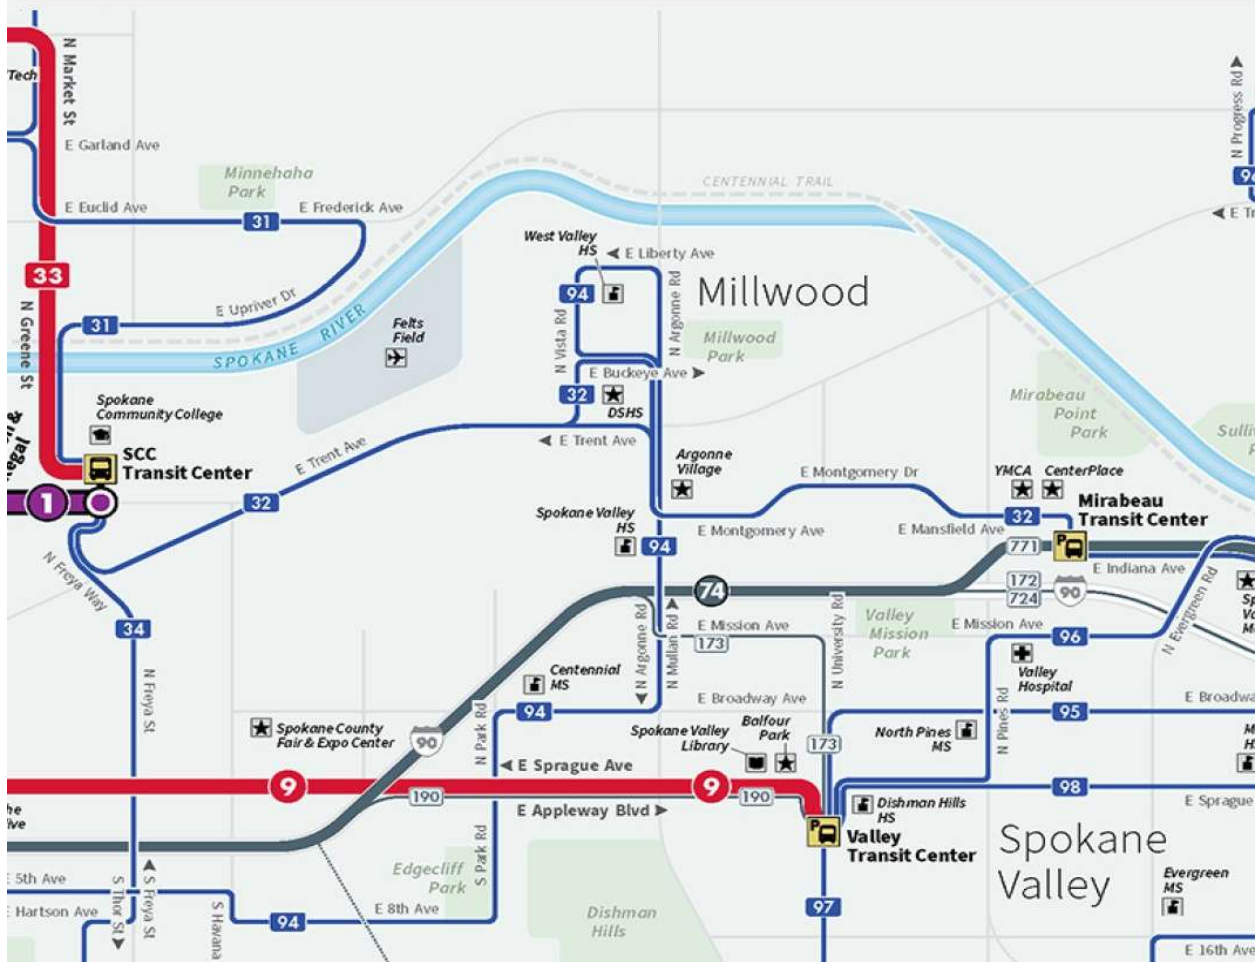 N Market St
Tech
E Garland Ave
Minnehaha
Park
E Euclid Ave
31
E Frederick Ave
33
N Greene St
31
E Upriver Dr
SPOKANE RIVER
Felts
Field
CENTENNIAL TRAIL
N Progress Rd
West Valley
HS
E Liberty Ave
94
N Vista Rd
N Argonne Rd
Millwood
Millwood
Park
E Buckeye Ave
32
DSHS
E Trent Ave
E Trent Ave
Spokane
Community College
SCC
Transit Center
1
32
N Freya Way
34
N Freya St
Argonne
Village
E Montgomery Dr
Mirabeau
Point
Park
YMCA
CenterPlace
Mirabeau
Transit Center
32
Spokane Valley
HS
94
E Montgomery Ave
E Mansfield Ave
771
E Indiana Ave
172
724
90
74
N Argonne Rd
N Mullan Rd
E Mission Ave
173
N University Rd
Valley
Mission
Park
E Mission Ave
96
N Evergreen Rd
Valley
Hospital
Centennial
MS
94
N Park Rd
E Broadway Ave
95
Spokane County
Fair & Expo Center
90
Spokane Valley
Library
Balfour
Park
173
North Pines
MS
N Pines Rd
E Sprague Ave
9
9
190
190
98
E Appleway Blvd
Dishman Hills
HS
E Sprague
Valley
Transit Center
Spokane
Valley
S Park Rd
Edgecliff
Park
E 5th Ave
E Hartson Ave
S Thor St
S Freya St
S Havana
94
E 8th Ave
Dishman
Hills
97
Evergreen
MS
E 16th Ave